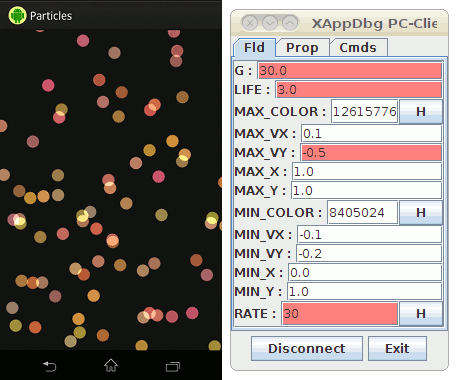 Particles
XAppDbg PC-Clie
Fld Prop Cmds
G : 30.0
LIFE : 3.0
MAX_COLOR : 12615776 H
MAX_VX : 0.1
MAX_VY : -0.5
MAX_X : 1.0
MAX_Y : 1.0
MIN_COLOR : 8405024 H
MIN_VX : -0.1
MIN_VY : -0.2
MIN_X : 0.0
MIN_Y : 1.0
RATE : 30 H
Disconnect Exit